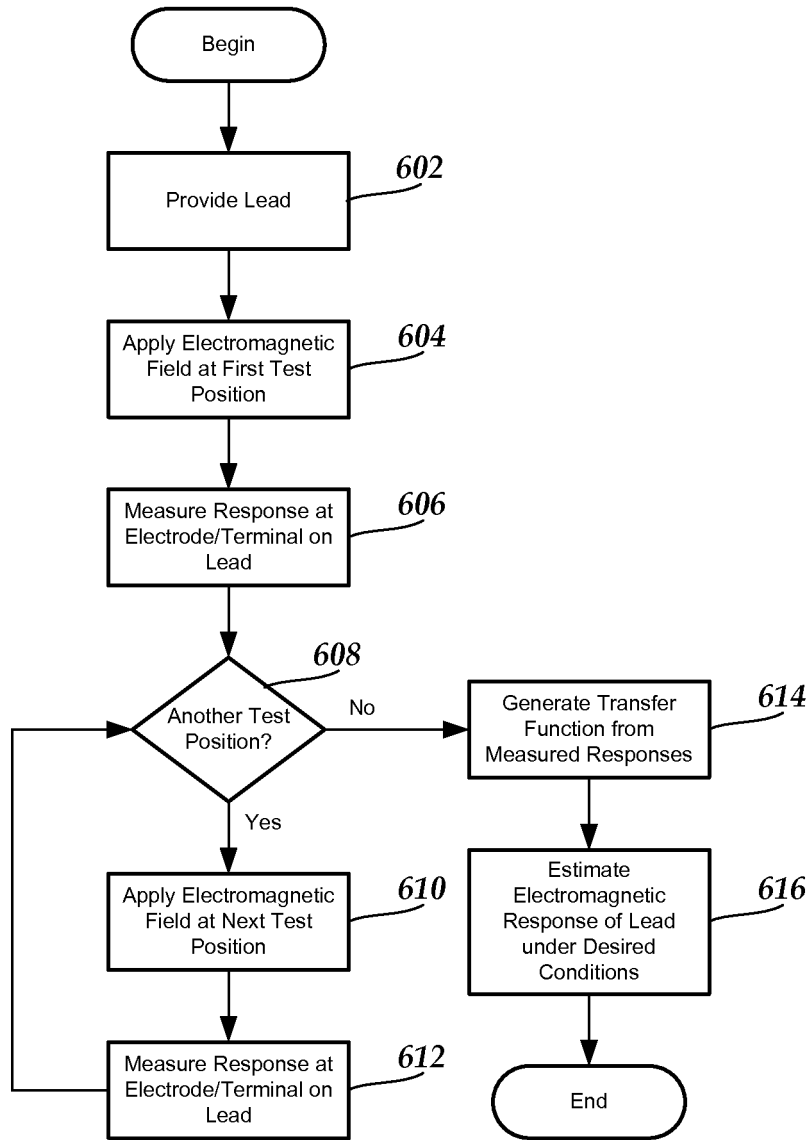 Begin
Provide Lead
602
Apply Electromagnetic
Field at First Test
Position
604
Measure Response at
Electrode/Terminal on
Lead
606
Another Test
Position?
608
No
Yes
Apply Electromagnetic
Field at Next Test
Position
610
Measure Response at
Electrode/Terminal on
Lead
612
Generate Transfer
Function from
Measured Responses
614
Estimate
Electromagnetic
Response of Lead
under Desired
Conditions
616
End